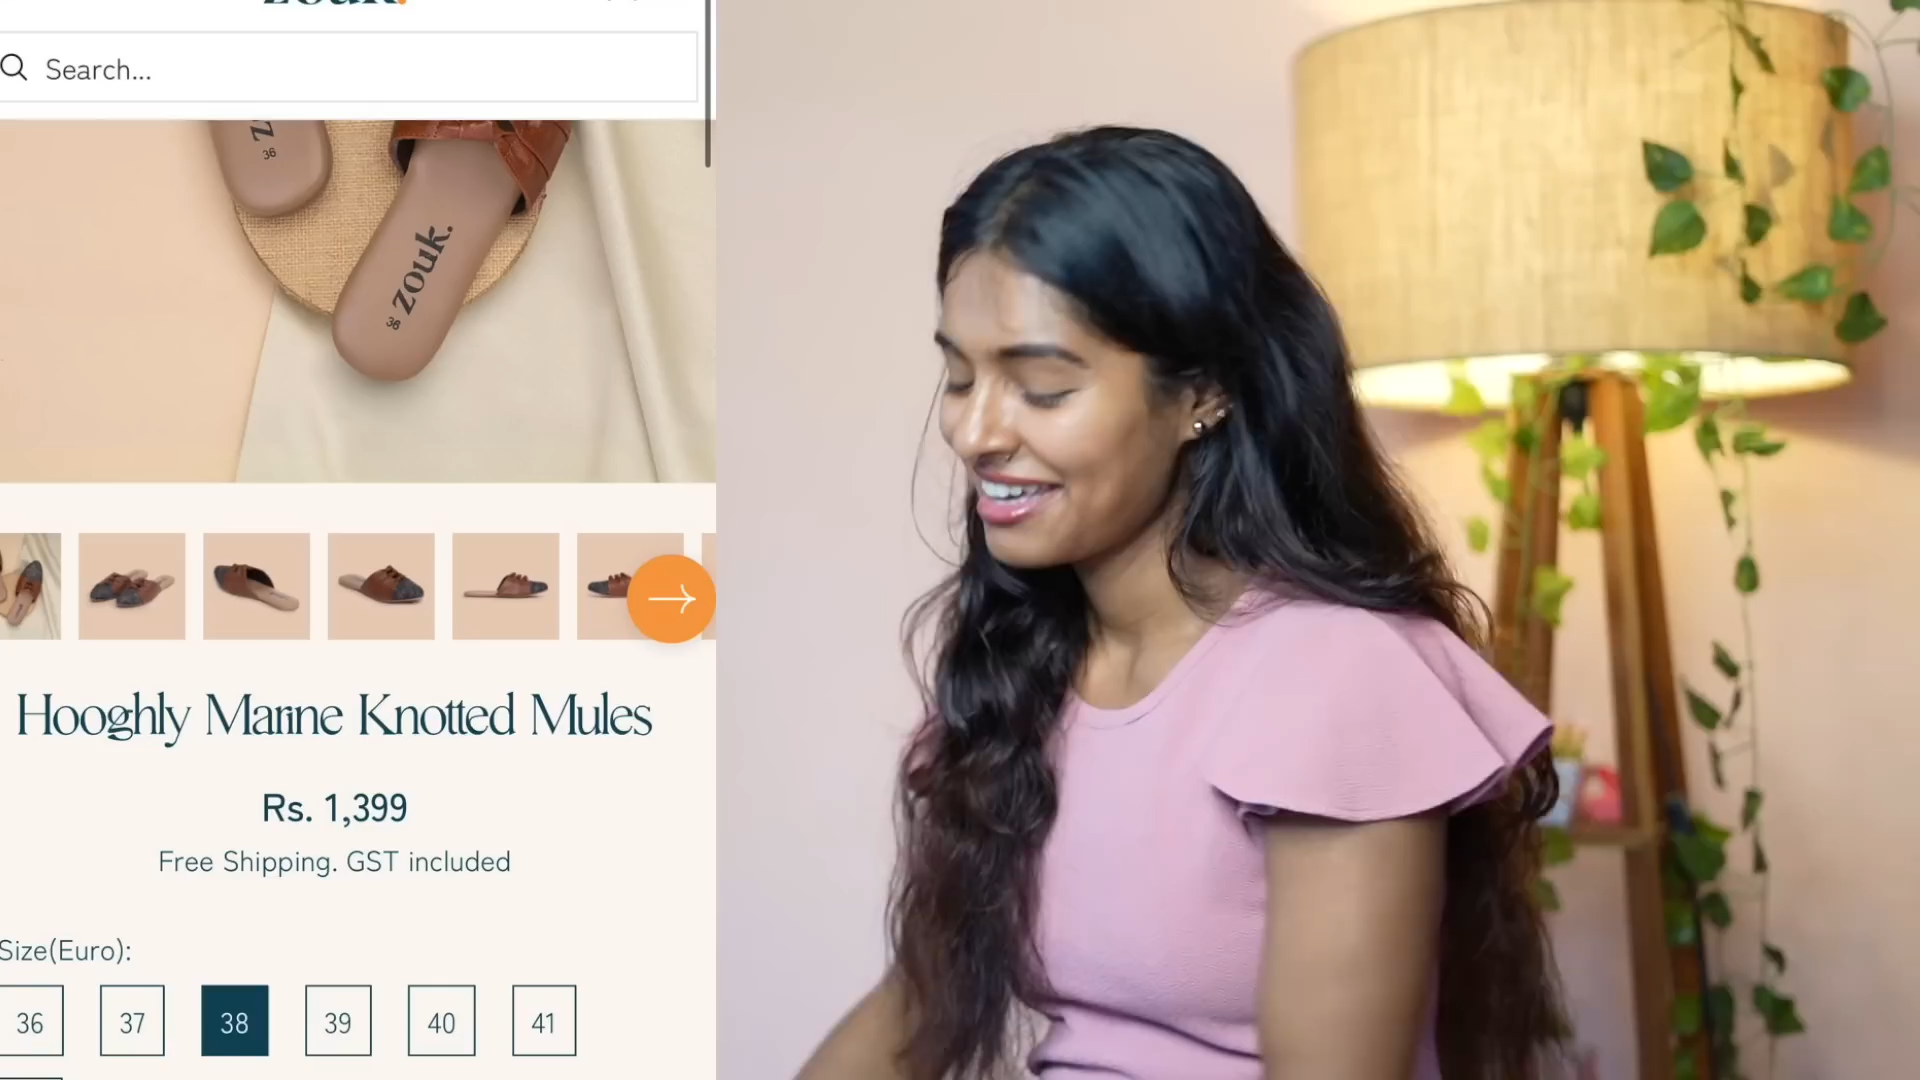 zouk.
Search...
Z
36
zouk.
36
Hooghly Marine Knotted Mules
Rs. 1,399
Free Shipping. GST included
Size(Euro):
36 37 38 39 40 41